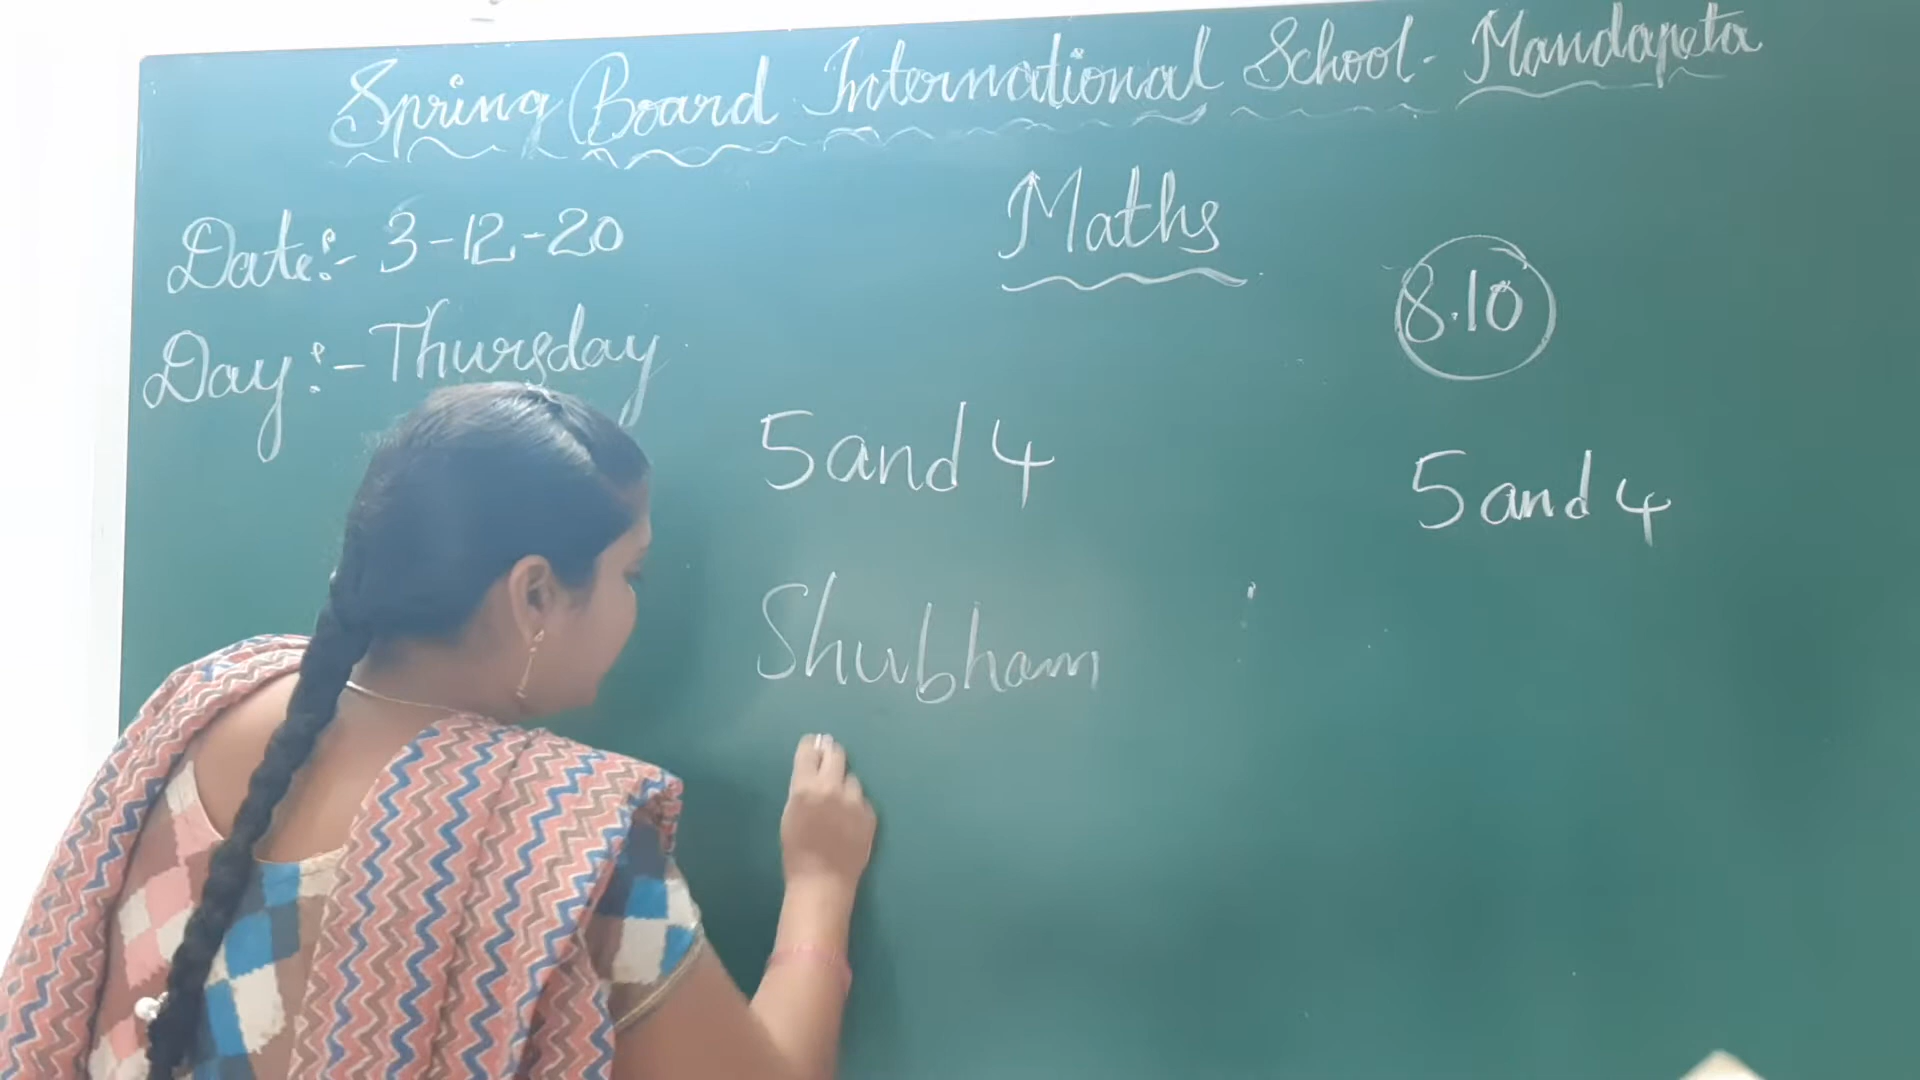 Spring Board International School - Mandapeta
Maths
Date:- 3-12-20
Day:- Thursday
8.10
5 and 4
5 and 4
Shubham